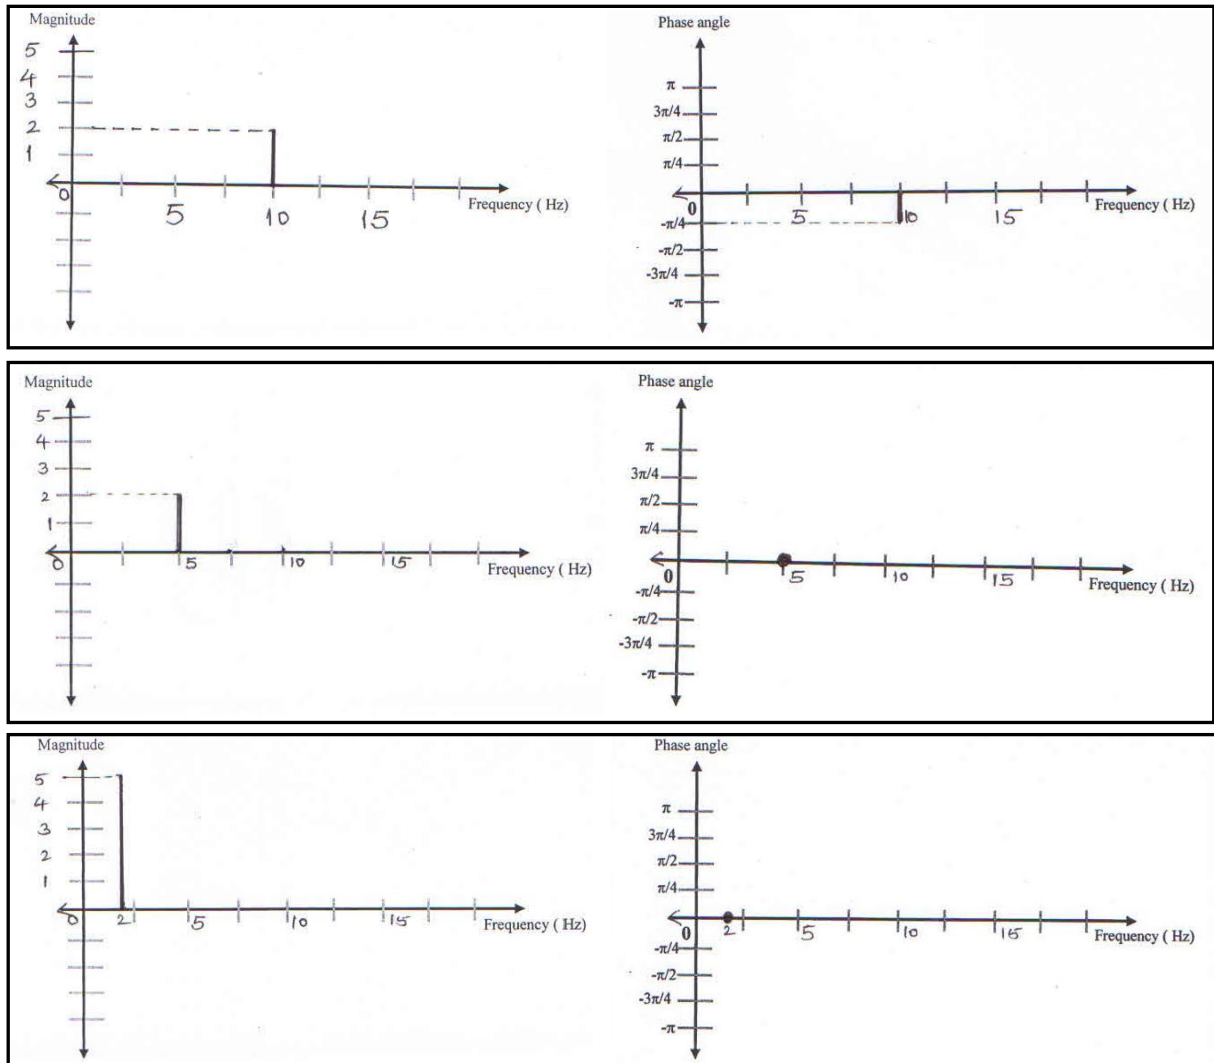 Magnitude
5
4
3
2
1
0
5
10
15
Frequency ( Hz)
Phase angle
π
3π/4
π/2
π/4
0
5
10
15
Frequency ( Hz)
-π/4
-π/2
-3π/4
-π
Magnitude
5
4
3
2
1
0
5
10
15
Frequency ( Hz)
Phase angle
π
3π/4
π/2
π/4
0
5
10
15
Frequency ( Hz)
-π/4
-π/2
-3π/4
-π
Magnitude
5
4
3
2
1
0
2
5
10
15
Frequency ( Hz)
Phase angle
π
3π/4
π/2
π/4
0
2
5
10
15
Frequency ( Hz)
-π/4
-π/2
-3π/4
-π